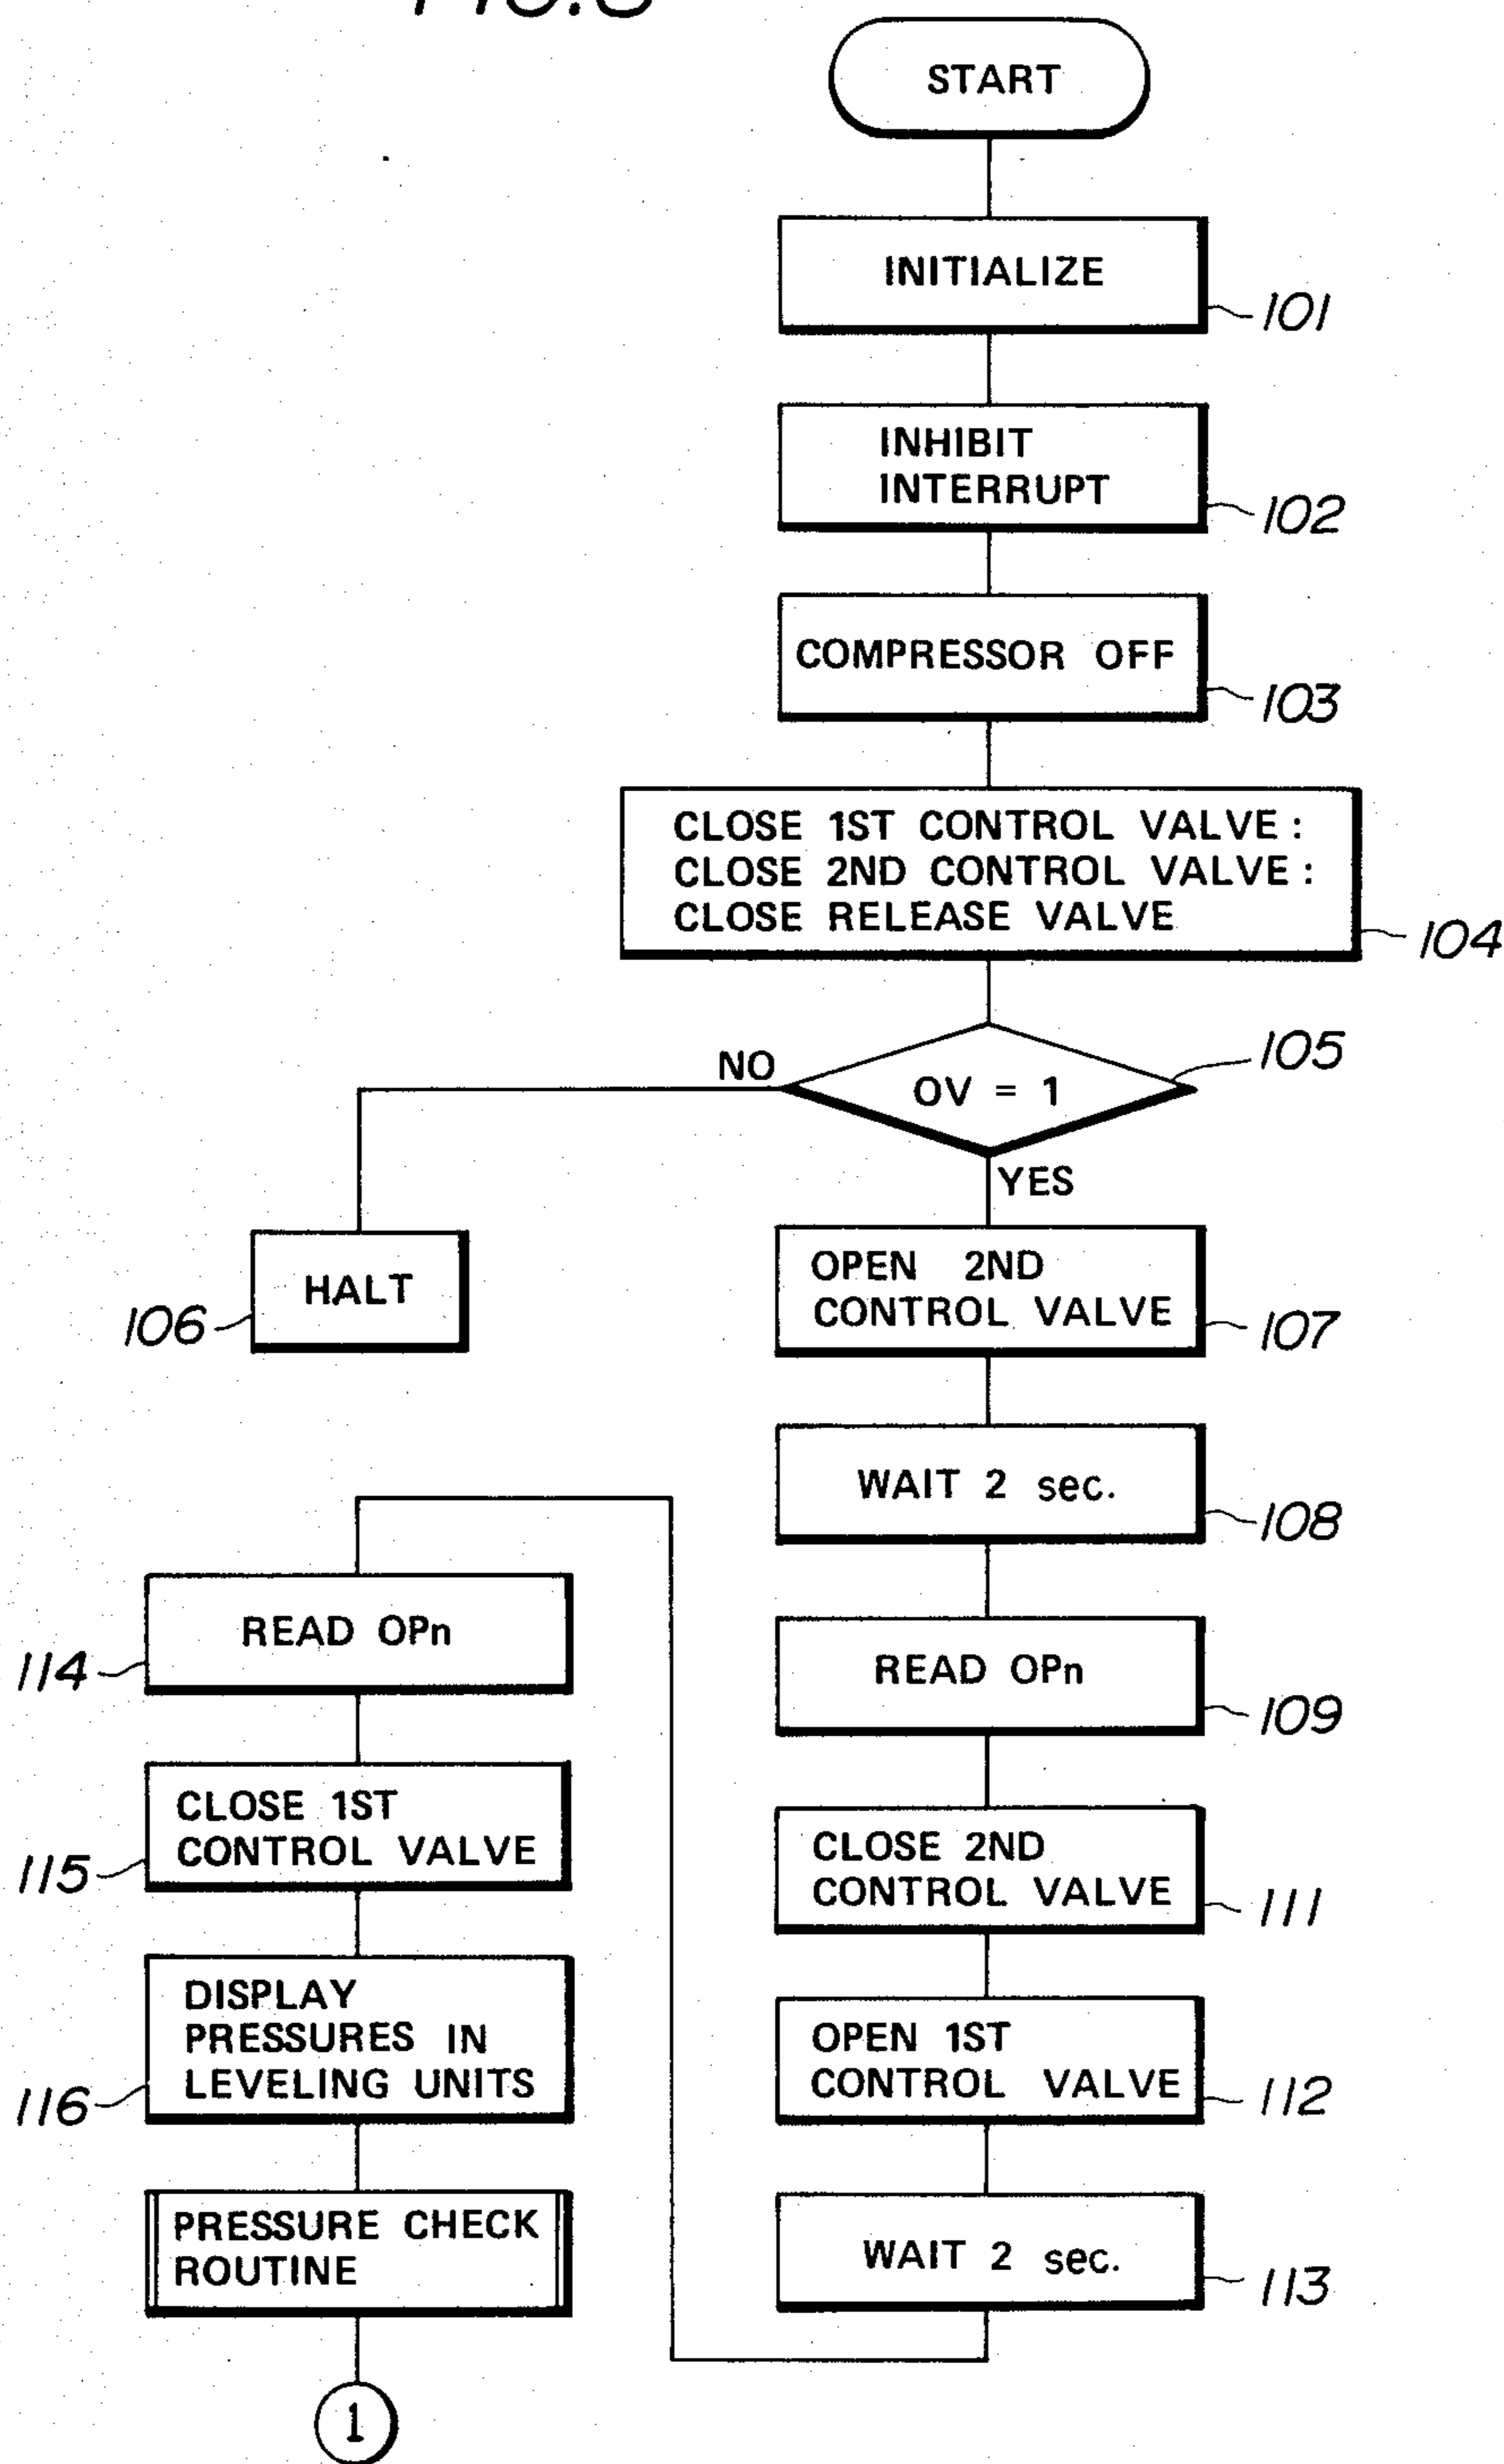 START
INITIALIZE
101
INHIBIT
INTERRUPT
102
COMPRESSOR OFF
103
CLOSE 1ST CONTROL VALVE :
CLOSE 2ND CONTROL VALVE :
CLOSE RELEASE VALVE
104
105
NO
OV = 1
YES
HALT
106
OPEN 2ND
CONTROL VALVE
107
WAIT 2 sec.
108
READ OPn
109
CLOSE 2ND
CONTROL VALVE
111
OPEN 1ST
CONTROL VALVE
112
WAIT 2 sec.
113
READ OPn
114
CLOSE 1ST
CONTROL VALVE
115
DISPLAY
PRESSURES IN
LEVELING UNITS
116
PRESSURE CHECK
ROUTINE
1